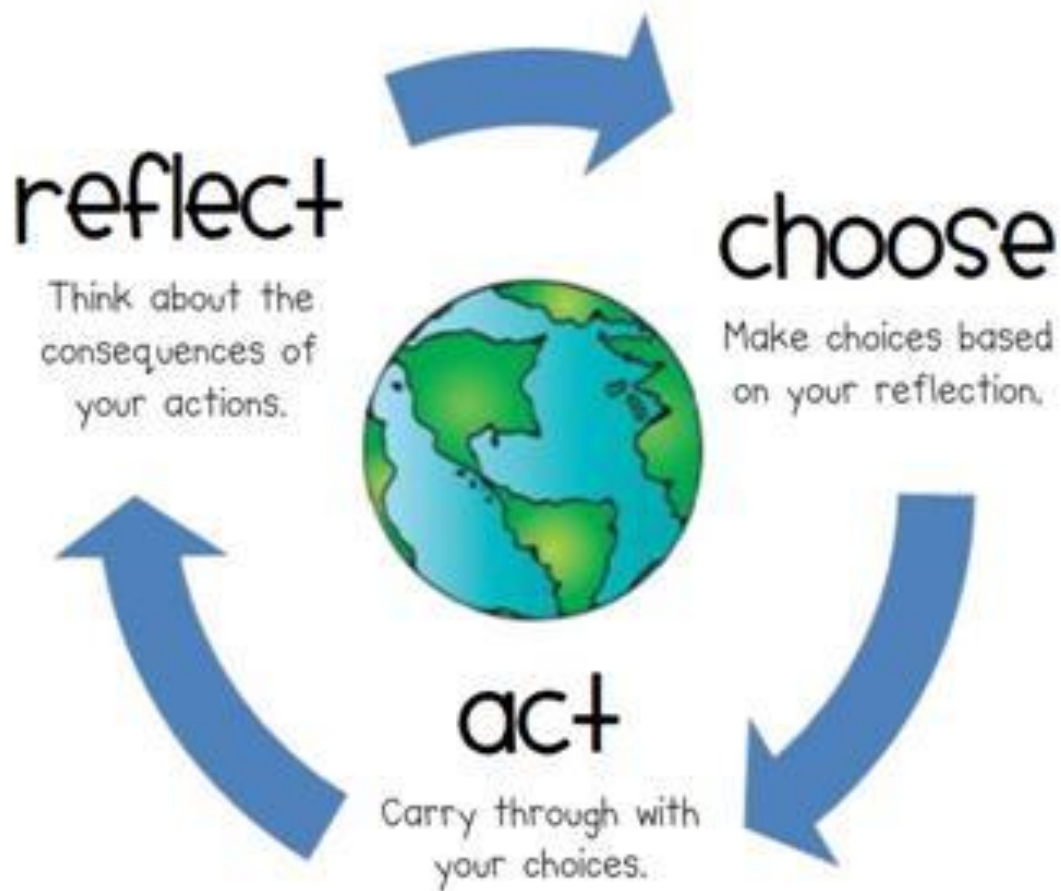 reflect
Think about the
consequences of
your actions.
choose
Make choices based
on your reflection.
act
Carry through with
your choices.